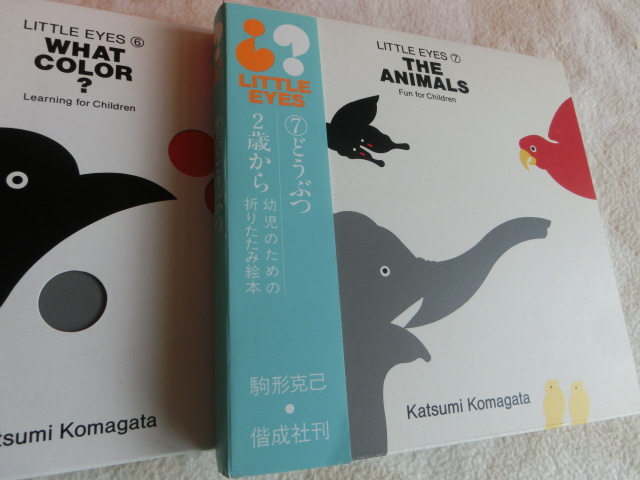 LITTLE EYES ⑥
WHAT
COLOR
?
Learning for Children
tsumi Komagata
¿?
LITTLE
EYES
⑦どうぶつ
2歳から
幼児のための
折りたたみ絵本
駒形克己
●
偕成社刊
LITTLE EYES ⑦
THE
ANIMALS
Fun for Children
Katsumi Komagata